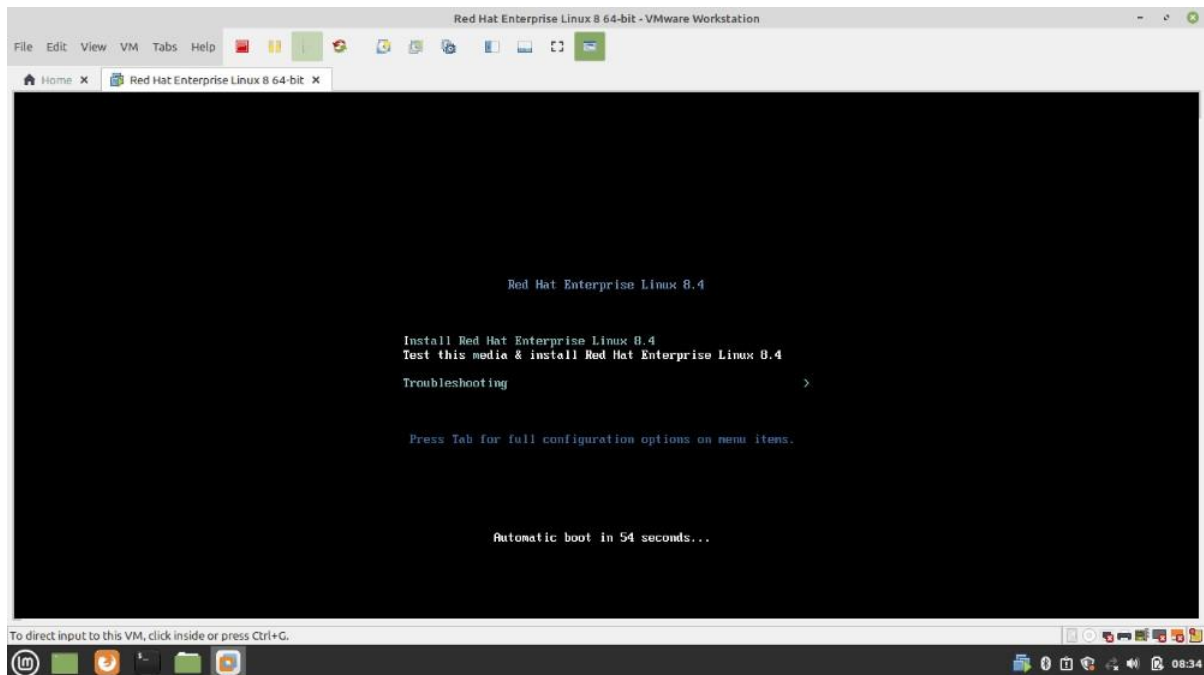 Red Hat Enterprise Linux 8 64-bit - VMware Workstation
File Edit View VM Tabs Help
Home Red Hat Enterprise Linux 8 64-bit
Red Hat Enterprise Linux 8.4
Install Red Hat Enterprise Linux 8.4
Test this media & install Red Hat Enterprise Linux 8.4
Troubleshooting >
Press Tab for full configuration options on menu items.
Automatic boot in 54 seconds...
To direct input to this VM, click inside or press Ctrl+G.
08:34